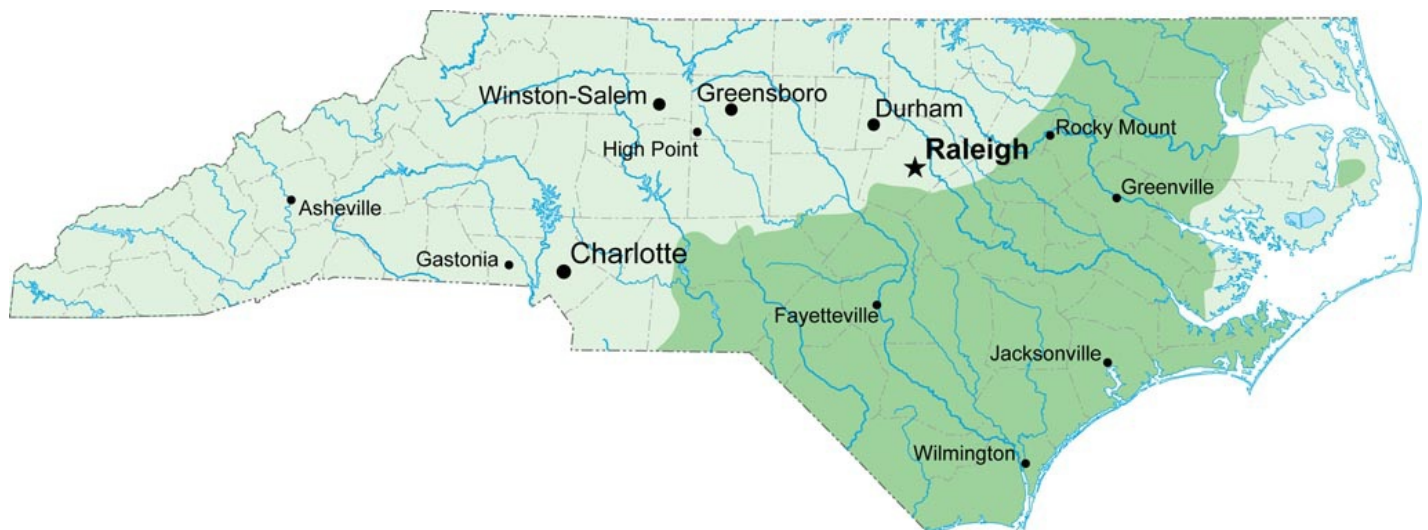 Winston-Salem
Greensboro
Durham
Rocky Mount
High Point
Raleigh
Greenville
Asheville
Gastonia
Charlotte
Fayetteville
Jacksonville
Wilmington